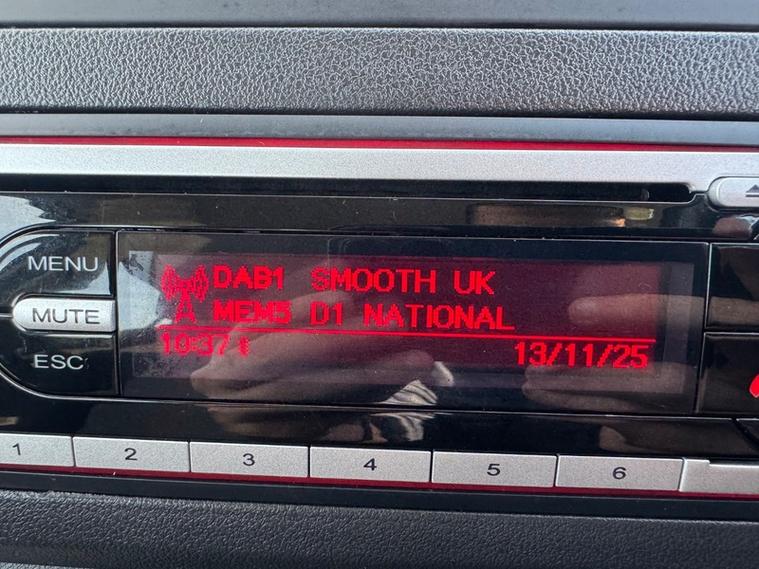 MENU
MUTE
ESC
DAB1 SMOOTH UK
MEM5 D1 NATIONAL
10:37
13/11/25
1 2 3 4 5 6